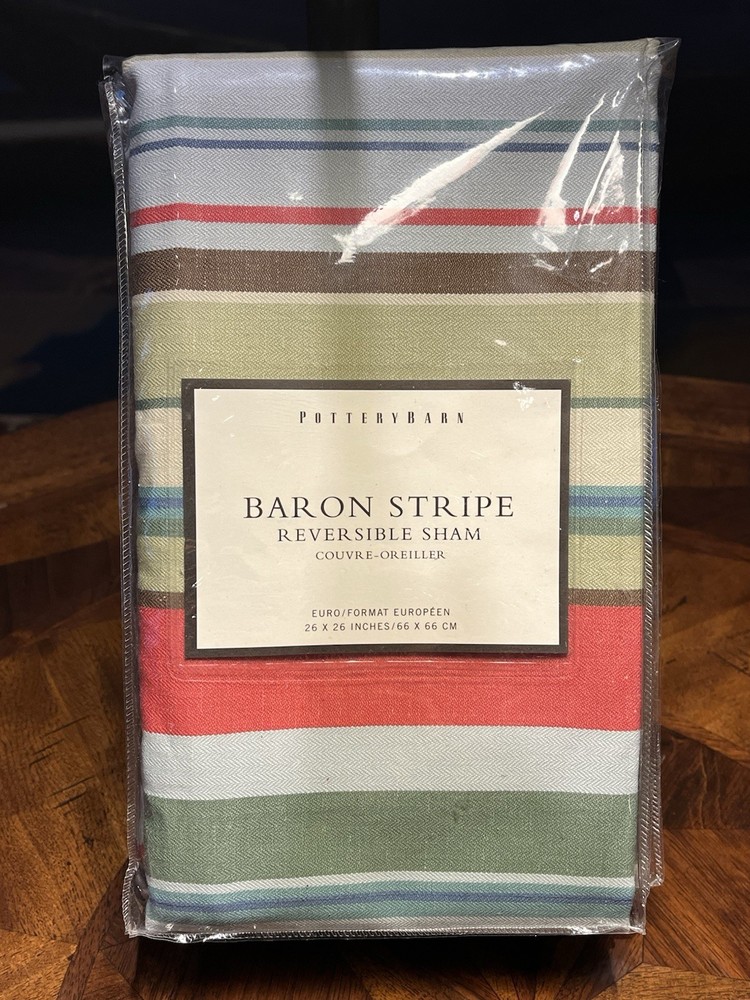 POTTERYBARN
BARON STRIPE
REVERSIBLE SHAM
COUVRE-OREILLER
EURO/FORMAT EUROPÉEN
26 X 26 INCHES/66 X 66 CM